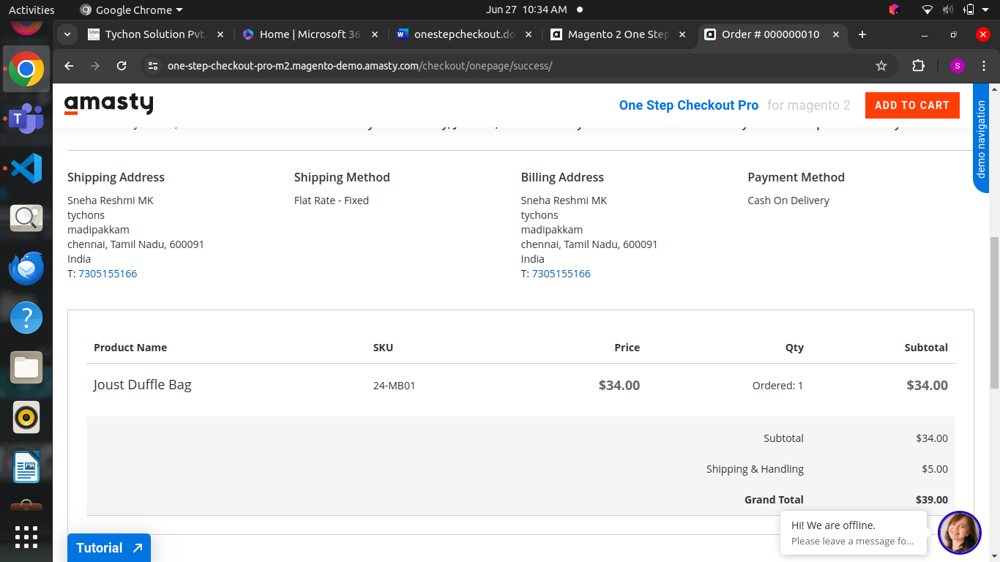 Activities
Google Chrome
Jun 27 10:34 AM
Tychon Solution Pvt.
Home | Microsoft 36
onestepcheckout.do
Magento 2 One Step
Order # 000000010
one-step-checkout-pro-m2.magento-demo.amasty.com/checkout/onepage/success/
S
amasty
One Step Checkout Pro for magento 2
ADD TO CART
demo navigation
Shipping Address
Sneha Reshmi MK
tychons
madipakkam
chennai, Tamil Nadu, 600091
India
T: 7305155166
Shipping Method
Flat Rate - Fixed
Billing Address
Sneha Reshmi MK
tychons
madipakkam
chennai, Tamil Nadu, 600091
India
T: 7305155166
Payment Method
Cash On Delivery
Product Name SKU Price Qty Subtotal
Joust Duffle Bag 24-MB01 $34.00 Ordered: 1 $34.00
Subtotal $34.00
Shipping & Handling $5.00
Grand Total $39.00
Hi! We are offline.
Please leave a message fo...
Tutorial